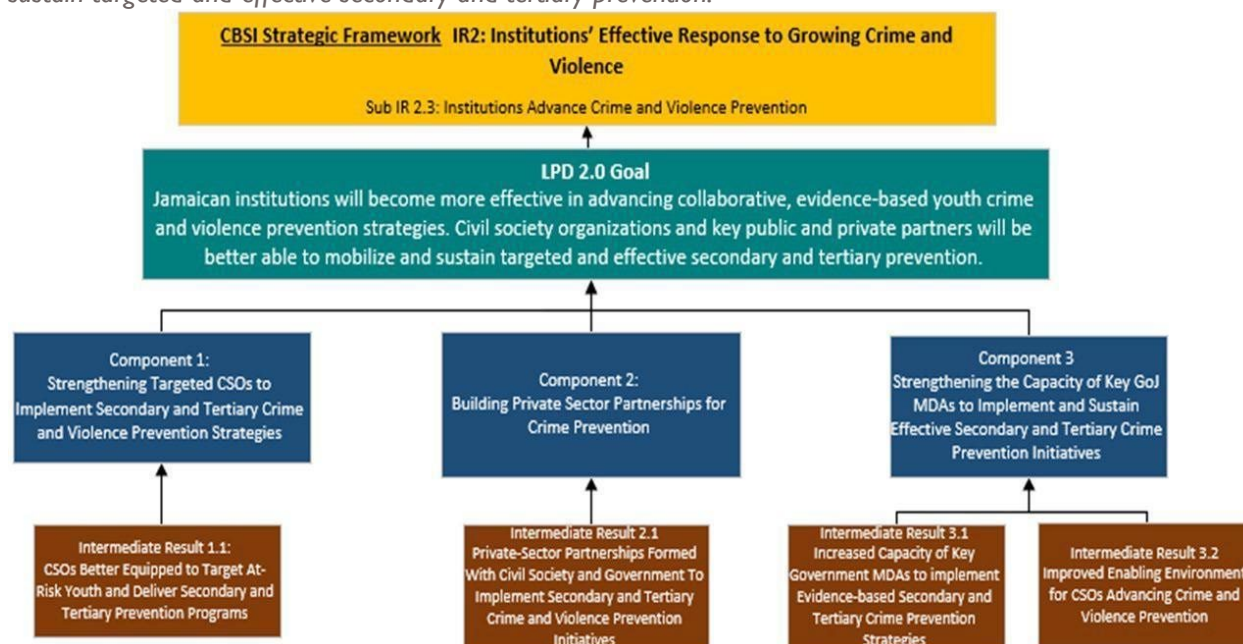 sustain targeted and effective secondary and tertiary prevention.
CBSI Strategic Framework IR2: Institutions' Effective Response to Growing Crime and
Violence
Sub IR 2.3: Institutions Advance Crime and Violence Prevention
LPD 2.0 Goal
Jamaican institutions will become more effective in advancing collaborative, evidence-based youth crime
and violence prevention strategies. Civil society organizations and key public and private partners will be
better able to mobilize and sustain targeted and effective secondary and tertiary prevention.
Component 1:
Strengthening Targeted CSOs to
Implement Secondary and Tertiary Crime
and Violence Prevention Strategies
Component 2:
Building Private Sector Partnerships for
Crime Prevention
Component 3
Strengthening the Capacity of Key GoJ
MDAs to Implement and Sustain
Effective Secondary and Tertiary Crime
Prevention Initiatives
Intermediate Result 1.1:
CSOs Better Equipped to Target At-
Risk Youth and Deliver Secondary and
Tertiary Prevention Programs
Intermediate Result 2.1
Private-Sector Partnerships Formed
With Civil Society and Government To
Implement Secondary and Tertiary
Crime and Violence Prevention
Initiatives
Intermediate Result 3.1
Increased Capacity of Key
Government MDAs to implement
Evidence-based Secondary and
Tertiary Crime Prevention
Strategies
Intermediate Result 3.2
Improved Enabling Environment
for CSOs Advancing Crime and
Violence Prevention